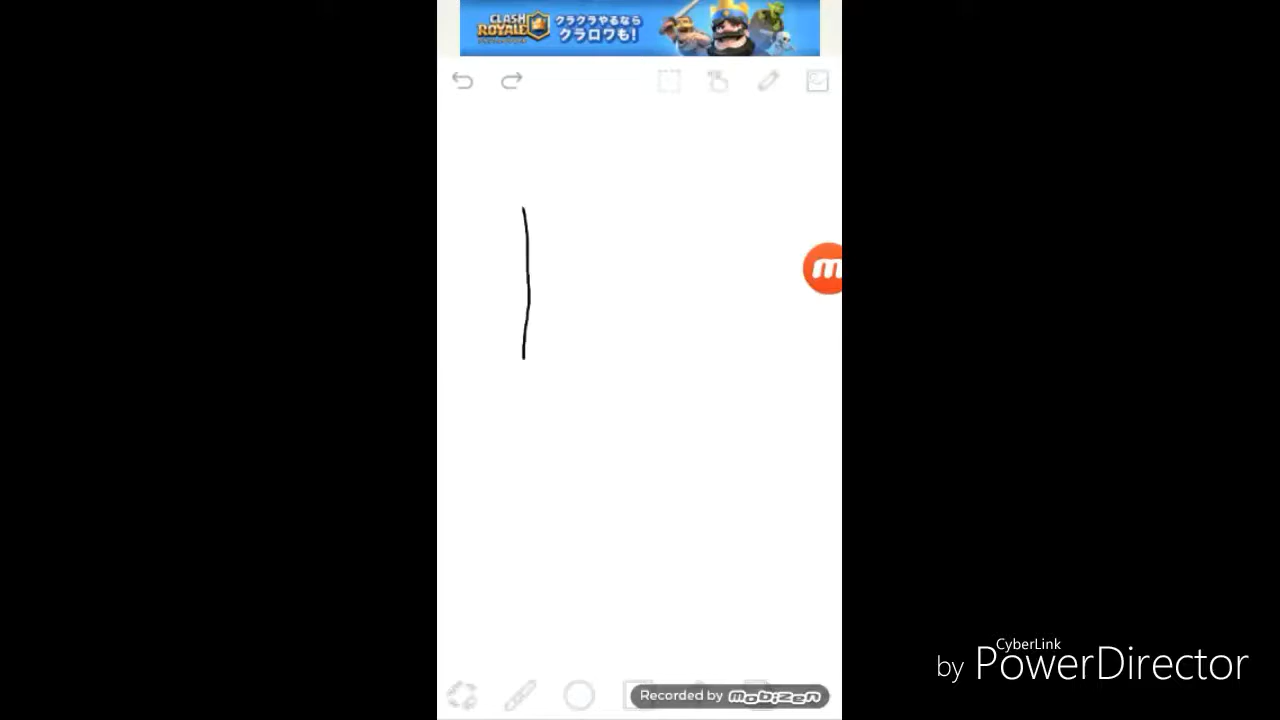 CLASH
ROYALE
クラクラやるなら
クラロワも!
m
Recorded by mobizen
CyberLink
by PowerDirector